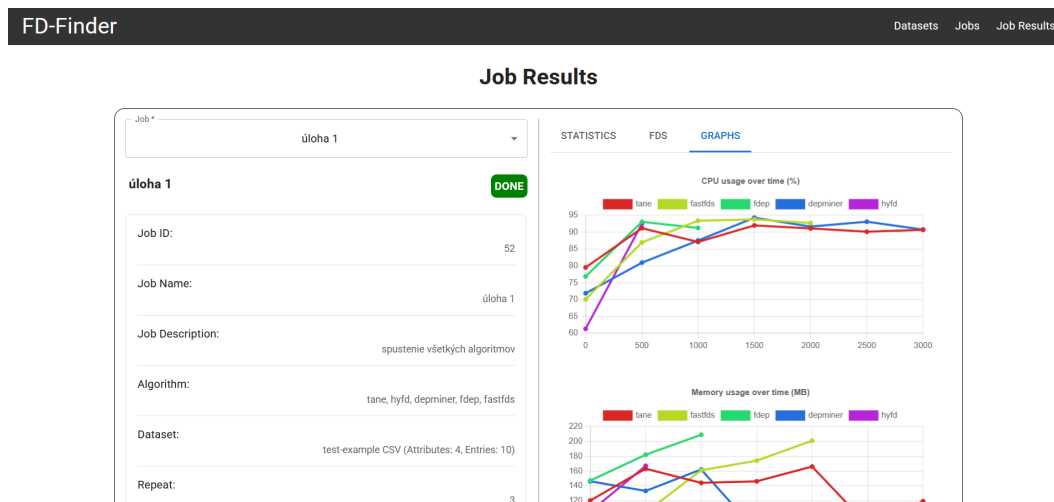 FD-Finder
Datasets Jobs Job Results
Job Results
Job *
úloha 1
úloha 1
DONE
Job ID:
52
Job Name:
úloha 1
Job Description:
spustenie všetkých algoritmov
Algorithm:
tane, hyfd, depminer, fdep, fastfds
Dataset:
test-example CSV (Attributes: 4, Entries: 10)
Repeat:
3
STATISTICS FDS GRAPHS
CPU usage over time (%)
tane fastfds fdep depminer hyfd
95
90
85
80
75
70
65
60
0 500 1000 1500 2000 2500 3000
Memory usage over time (MB)
tane fastfds fdep depminer hyfd
220
200
180
160
140
120